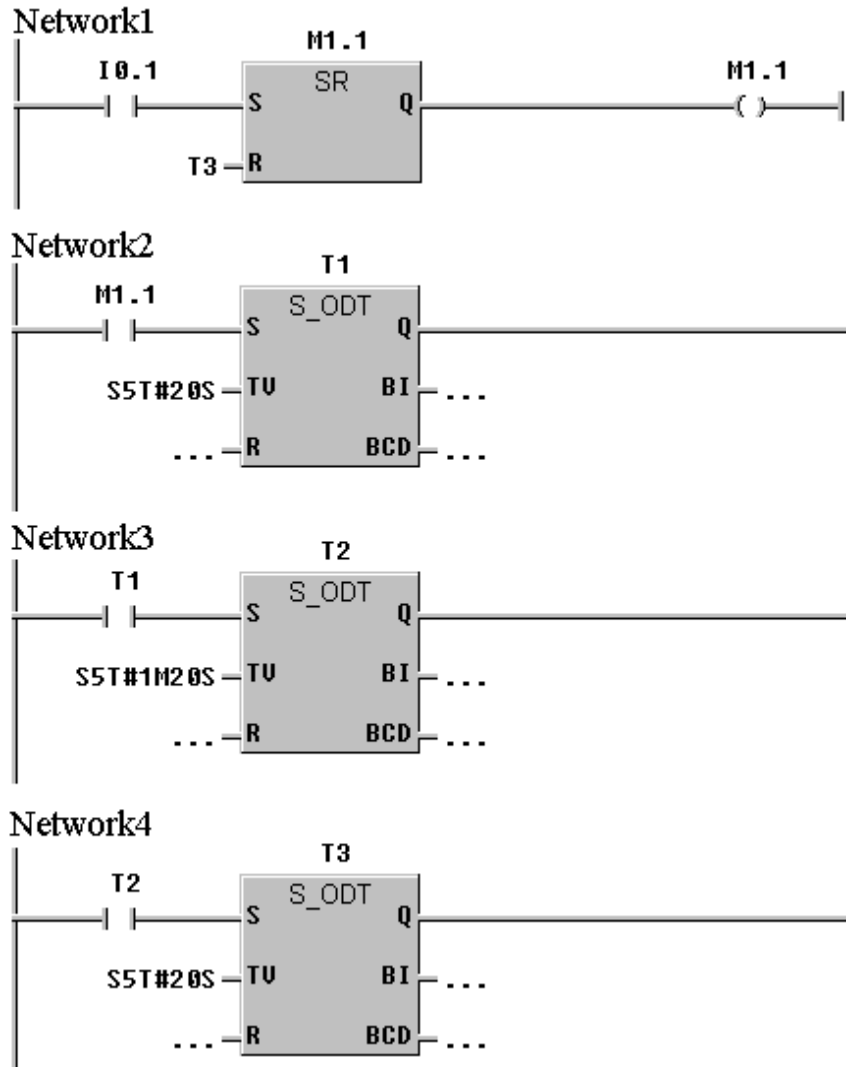 Network1
M1.1
I0.1 SR M1.1
S Q
T3 R
Network2
T1
M1.1 S_ODT
S Q
S5T#20S TV BI ...
... R BCD ...
Network3
T2
T1 S_ODT
S Q
S5T#1M20S TV BI ...
... R BCD ...
Network4
T3
T2 S_ODT
S Q
S5T#20S TV BI ...
... R BCD ...